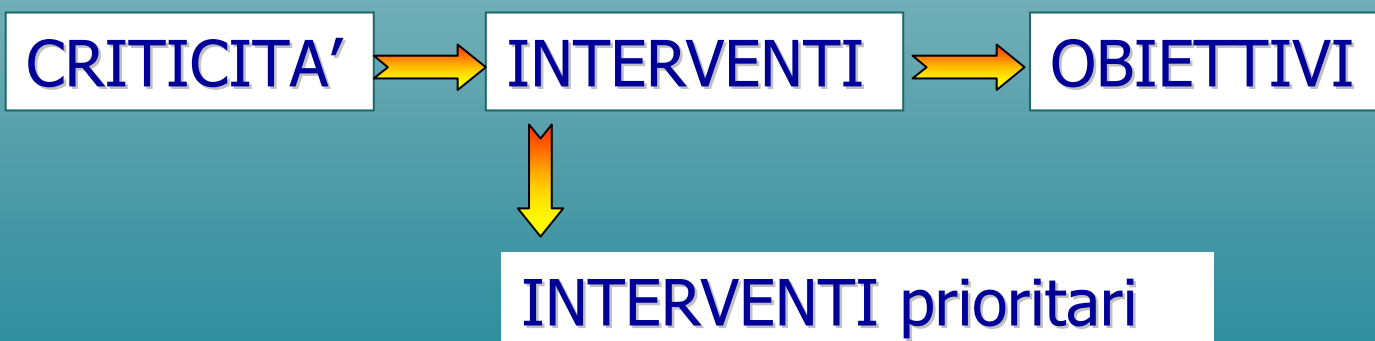 CRITICITA’ INTERVENTI OBIETTIVI
INTERVENTI prioritari